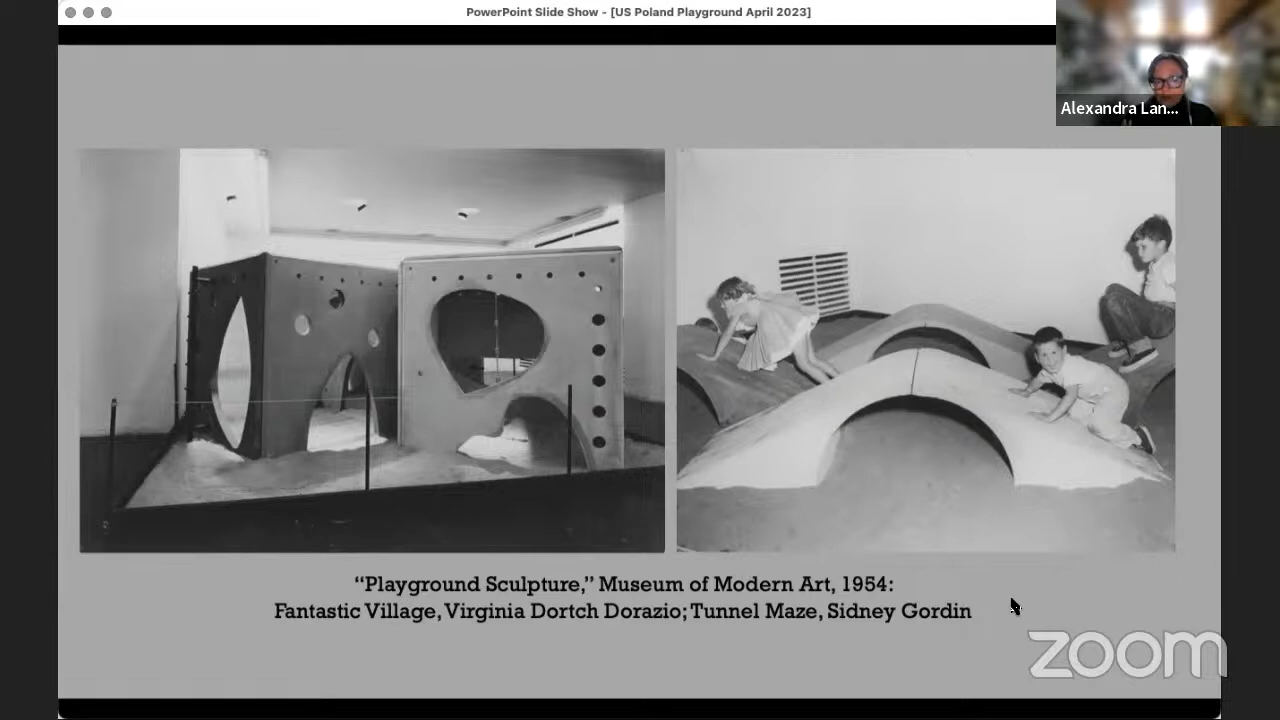 PowerPoint Slide Show - [US Poland Playground April 2023]
Alexandra Lan...
“Playground Sculpture,” Museum of Modern Art, 1954:
Fantastic Village, Virginia Dortch Dorazio; Tunnel Maze, Sidney Gordin
zoom